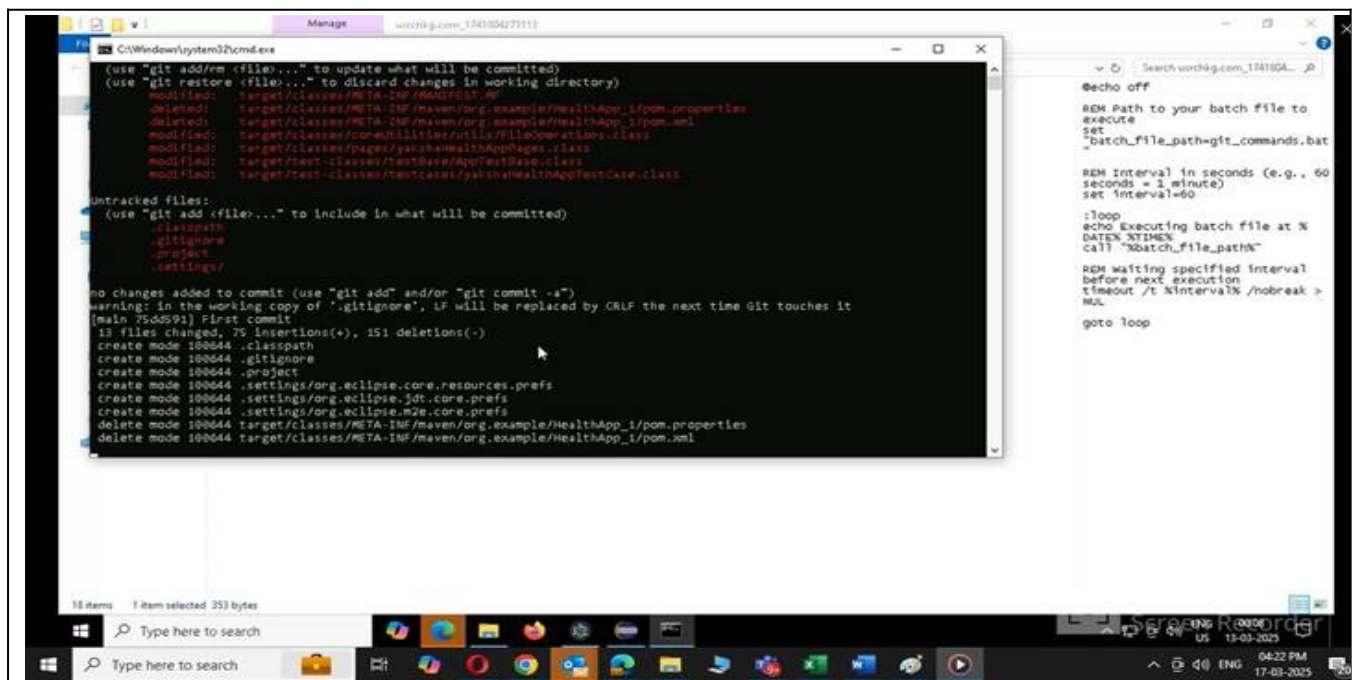 Manage
worchkg.com_1741804273113
C:\Windows\system32\cmd.exe
(use "git add/rm <file>..." to update what will be committed)
(use "git restore <file>..." to discard changes in working directory)
modified: target/classes/META-INF/MANIFEST.MF
deleted: target/classes/META-INF/maven/org.example/HealthApp_1/pom.properties
deleted: target/classes/META-INF/maven/org.example/HealthApp_1/pom.xml
modified: target/classes/coreUtilities/utils/FileOperations.class
modified: target/classes/pages/yakshaHealthAppPages.class
modified: target/test-classes/testBase/AppTestBase.class
modified: target/test-classes/testcases/yakshaHealthAppTestCase.class
Untracked files:
(use "git add <file>..." to include in what will be committed)
.classpath
.gitignore
.project
.settings/
no changes added to commit (use "git add" and/or "git commit -a")
warning: in the working copy of '.gitignore', LF will be replaced by CRLF the next time Git touches it
[main 75dd591] First commit
13 files changed, 75 insertions(+), 151 deletions(-)
create mode 100644 .classpath
create mode 100644 .gitignore
create mode 100644 .project
create mode 100644 .settings/org.eclipse.core.resources.prefs
create mode 100644 .settings/org.eclipse.jdt.core.prefs
create mode 100644 .settings/org.eclipse.m2e.core.prefs
delete mode 100644 target/classes/META-INF/maven/org.example/HealthApp_1/pom.properties
delete mode 100644 target/classes/META-INF/maven/org.example/HealthApp_1/pom.xml
Search worchkg.com_1741804...
@echo off
REM Path to your batch file to
execute
set
"batch_file_path=git_commands.bat
"
REM Interval in seconds (e.g., 60
seconds = 1 minute)
set interval=60
:loop
echo Executing batch file at %
DATE% %TIME%
call "%batch_file_path%"
REM Waiting specified interval
before next execution
timeout /t %interval% /nobreak >
NUL
goto loop
18 items 1 item selected 353 bytes
Type here to search
Screen Recorder
ENG
US 13-03-2025
Type here to search
ENG
04:22 PM
17-03-2025
20